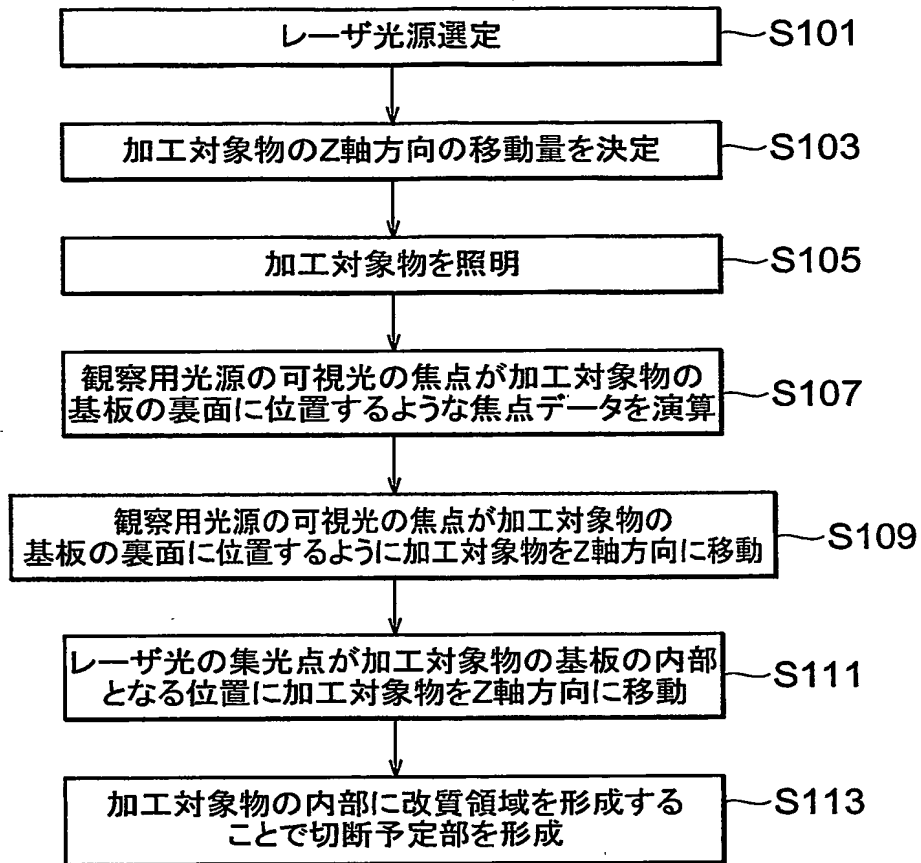 レーザ光源選定
S101
加工対象物のZ軸方向の移動量を決定
S103
加工対象物を照明
S105
観察用光源の可視光の焦点が加工対象物の
基板の裏面に位置するような焦点データを演算
S107
観察用光源の可視光の焦点が加工対象物の
基板の裏面に位置するように加工対象物をZ軸方向に移動
S109
レーザ光の集光点が加工対象物の基板の内部
となる位置に加工対象物をZ軸方向に移動
S111
加工対象物の内部に改質領域を形成する
ことで切断予定部を形成
S113